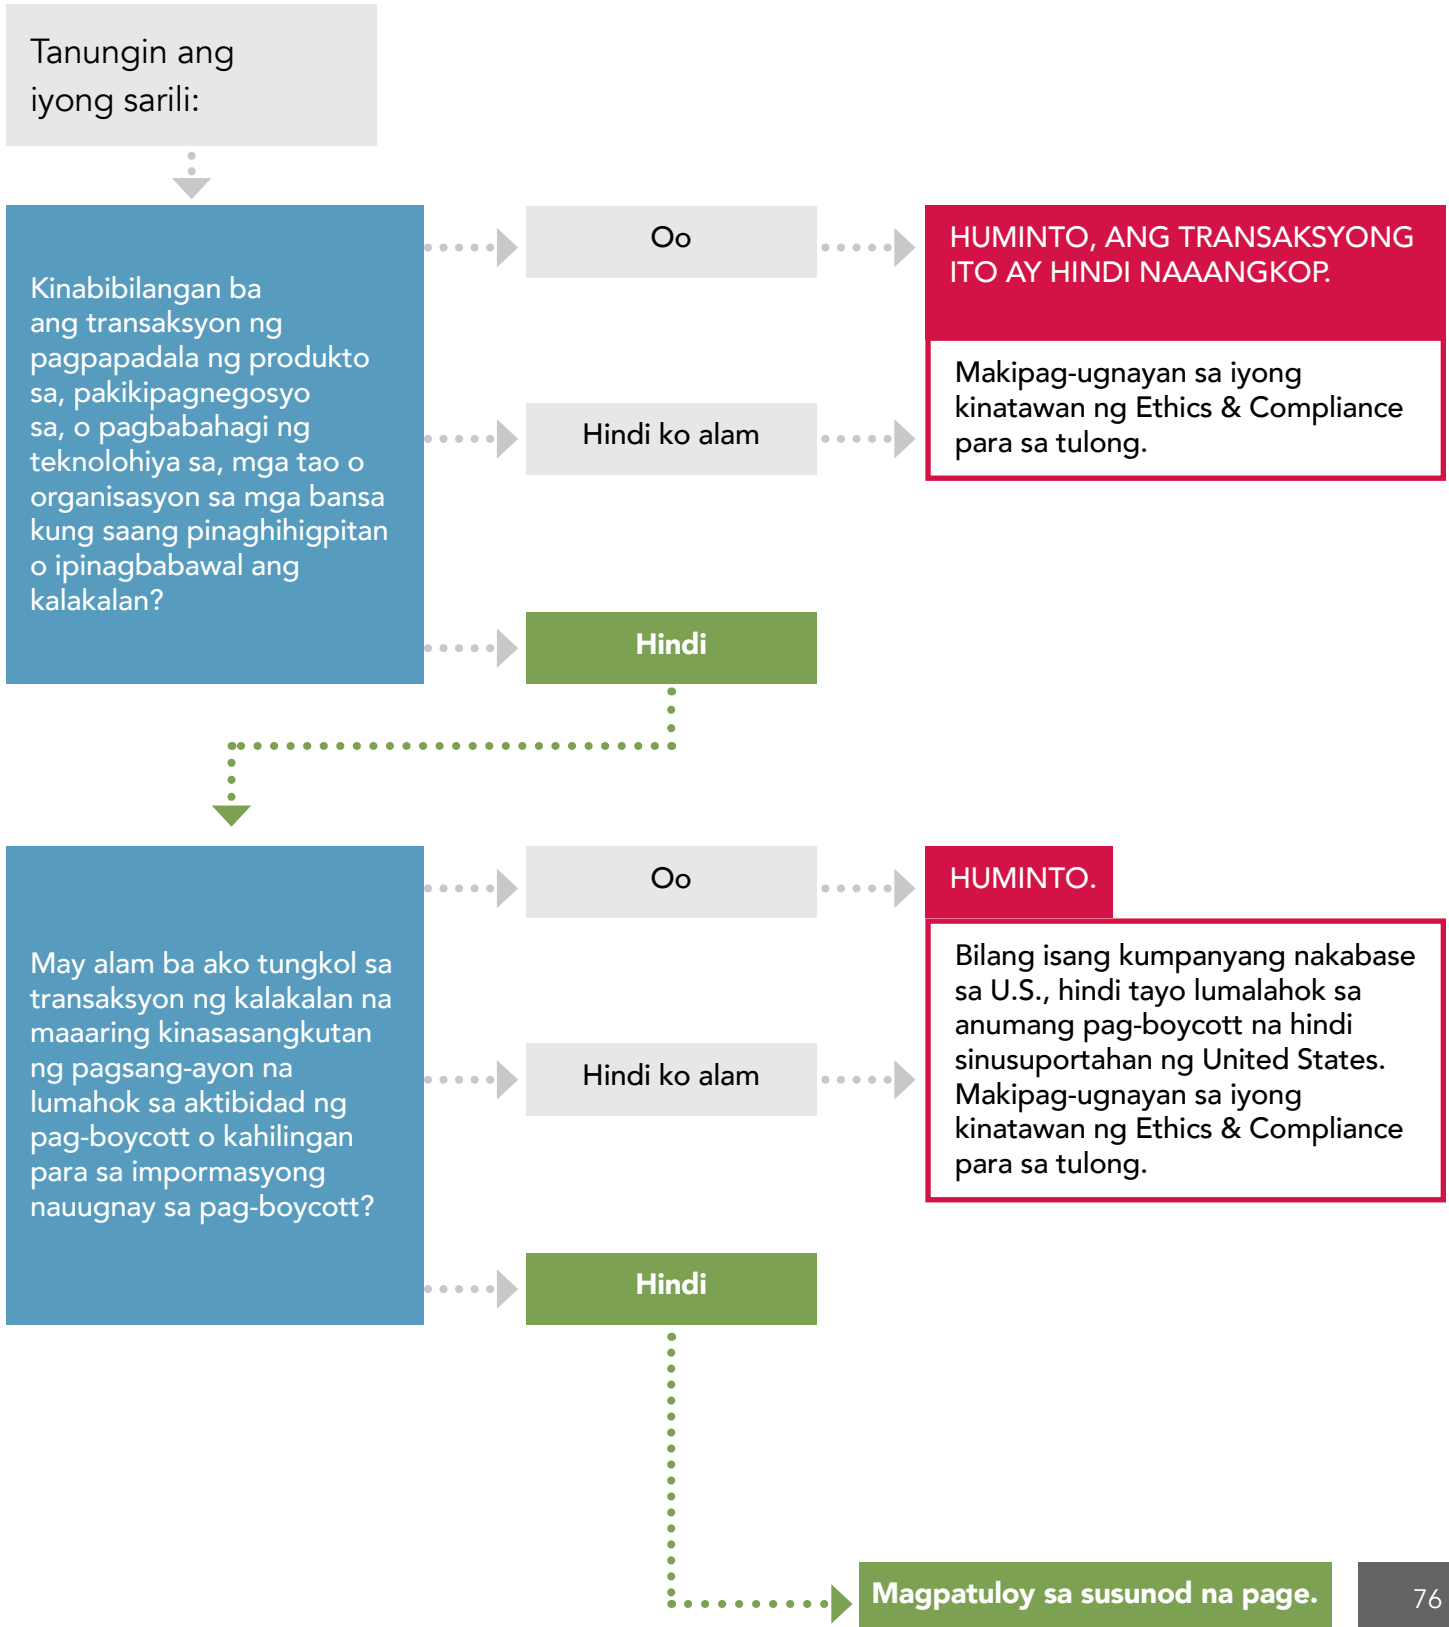 Tanungin ang
iyong sarili:
Kinabibilangan ba
ang transaksyon ng
pagpapadala ng produkto
sa, pakikipagnegosyo
sa, o pagbabahagi ng
teknolohiya sa, mga tao o
organisasyon sa mga bansa
kung saang pinaghihigpitan
o ipinagbabawal ang
kalakalan?
Oo
HUMINTO, ANG TRANSAKSYONG
ITO AY HINDI NAAANGKOP.
Hindi ko alam
Makipag-ugnayan sa iyong
kinatawan ng Ethics & Compliance
para sa tulong.
Hindi
May alam ba ako tungkol sa
transaksyon ng kalakalan na
maaaring kinasasangkutan
ng pagsang-ayon na
lumahok sa aktibidad ng
pag-boycott o kahilingan
para sa impormasyong
nauugnay sa pag-boycott?
Oo
HUMINTO.
Hindi ko alam
Bilang isang kumpanyang nakabase
sa U.S., hindi tayo lumalahok sa
anumang pag-boycott na hindi
sinusuportahan ng United States.
Makipag-ugnayan sa iyong
kinatawan ng Ethics & Compliance
para sa tulong.
Hindi
Magpatuloy sa susunod na page.
76